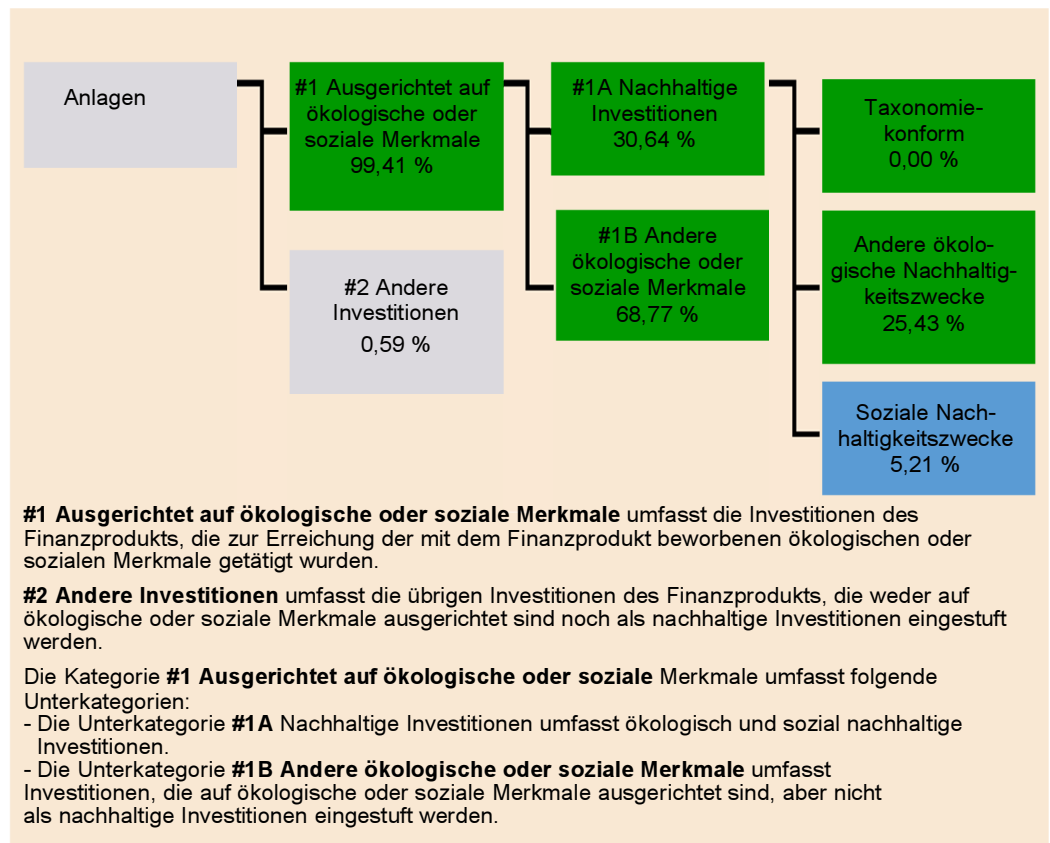 Anlagen
#1 Ausgerichtet auf
ökologische oder
soziale Merkmale
99,41 %
#2 Andere
Investitionen
0,59 %
#1A Nachhaltige
Investitionen
30,64 %
#1B Andere
ökologische oder
soziale Merkmale
68,77 %
Taxonomie-
konform
0,00 %
Andere ökolo-
gische Nachhaltig-
keitszwecke
25,43 %
Soziale Nach-
haltigkeitszwecke
5,21 %
#1 Ausgerichtet auf ökologische oder soziale Merkmale umfasst die Investitionen des
Finanzprodukts, die zur Erreichung der mit dem Finanzprodukt beworbenen ökologischen oder
sozialen Merkmale getätigt wurden.
#2 Andere Investitionen umfasst die übrigen Investitionen des Finanzprodukts, die weder auf
ökologische oder soziale Merkmale ausgerichtet sind noch als nachhaltige Investitionen eingestuft
werden.
Die Kategorie #1 Ausgerichtet auf ökologische oder soziale Merkmale umfasst folgende
Unterkategorien:
- Die Unterkategorie #1A Nachhaltige Investitionen umfasst ökologisch und sozial nachhaltige
Investitionen.
- Die Unterkategorie #1B Andere ökologische oder soziale Merkmale umfasst
Investitionen, die auf ökologische oder soziale Merkmale ausgerichtet sind, aber nicht
als nachhaltige Investitionen eingestuft werden.